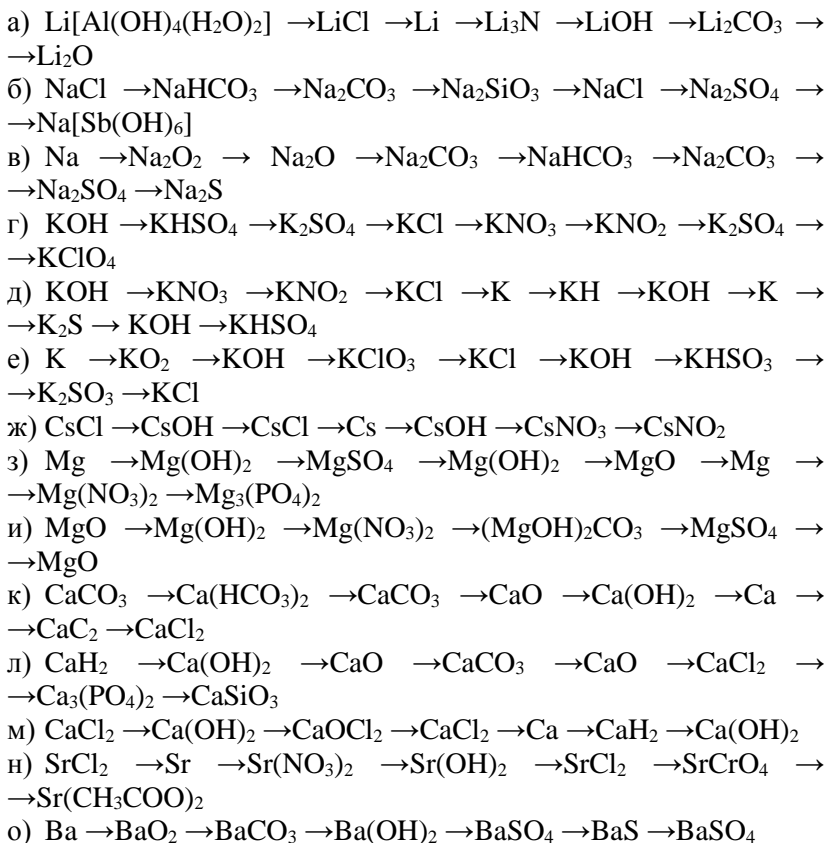 а) Li[Al(OH)₄(H₂O)₂] →LiCl →Li →Li₃N →LiOH →Li₂CO₃ →
→Li₂O
б) NaCl →NaHCO₃ →Na₂CO₃ →Na₂SiO₃ →NaCl →Na₂SO₄ →
→Na[Sb(OH)₆]
в) Na →Na₂O₂ → Na₂O →Na₂CO₃ →NaHCO₃ →Na₂CO₃ →
→Na₂SO₄ →Na₂S
г) KOH →KHSO₄ →K₂SO₄ →KCl →KNO₃ →KNO₂ →K₂SO₄ →
→KClO₄
д) KOH →KNO₃ →KNO₂ →KCl →K →KH →KOH →K →
→K₂S → KOH →KHSO₄
е) K →KO₂ →KOH →KClO₃ →KCl →KOH →KHSO₃ →
→K₂SO₃ →KCl
ж) CsCl →CsOH →CsCl →Cs →CsOH →CsNO₃ →CsNO₂
з) Mg →Mg(OH)₂ →MgSO₄ →Mg(OH)₂ →MgO →Mg →
→Mg(NO₃)₂ →Mg₃(PO₄)₂
и) MgO →Mg(OH)₂ →Mg(NO₃)₂ →(MgOH)₂CO₃ →MgSO₄ →
→MgO
к) CaCO₃ →Ca(HCO₃)₂ →CaCO₃ →CaO →Ca(OH)₂ →Ca →
→CaC₂ →CaCl₂
л) CaH₂ →Ca(OH)₂ →CaO →CaCO₃ →CaO →CaCl₂ →
→Ca₃(PO₄)₂ →CaSiO₃
м) CaCl₂ →Ca(OH)₂ →CaOCl₂ →CaCl₂ →Ca →CaH₂ →Ca(OH)₂
н) SrCl₂ →Sr →Sr(NO₃)₂ →Sr(OH)₂ →SrCl₂ →SrCrO₄ →
→Sr(CH₃COO)₂
о) Ba →BaO₂ →BaCO₃ →Ba(OH)₂ →BaSO₄ →BaS →BaSO₄